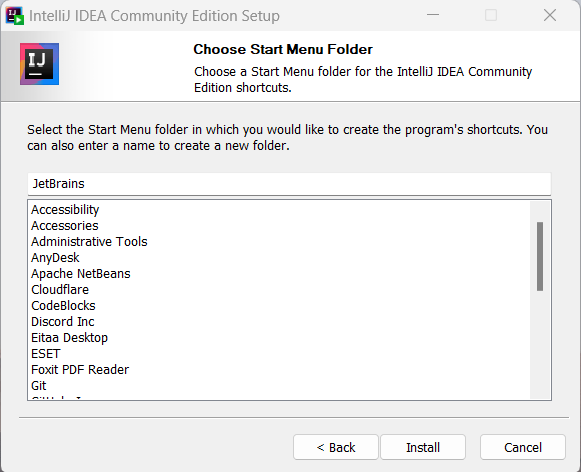 IntelliJ IDEA Community Edition Setup
IJ
Choose Start Menu Folder
Choose a Start Menu folder for the IntelliJ IDEA Community
Edition shortcuts.
Select the Start Menu folder in which you would like to create the program's shortcuts. You
can also enter a name to create a new folder.
JetBrains
Accessibility
Accessories
Administrative Tools
AnyDesk
Apache NetBeans
Cloudflare
CodeBlocks
Discord Inc
Eitaa Desktop
ESET
Foxit PDF Reader
Git
< Back
Install
Cancel